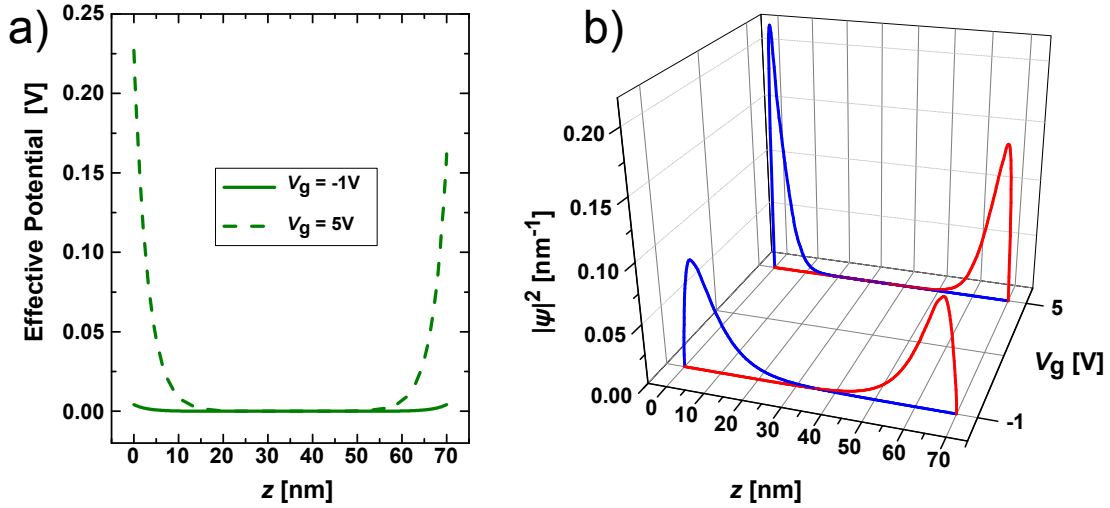 a)
0.25
0.20
0.15
0.10
0.05
0.00
Effective Potential [V]
Vg = -1V
Vg = 5V
0 10 20 30 40 50 60 70
z [nm]
b)
0.20
0.15
0.10
0.05
0.00
|ψ|² [nm⁻¹]
0 10 20 30 40 50 60 70
z [nm]
5
-1
Vg [V]